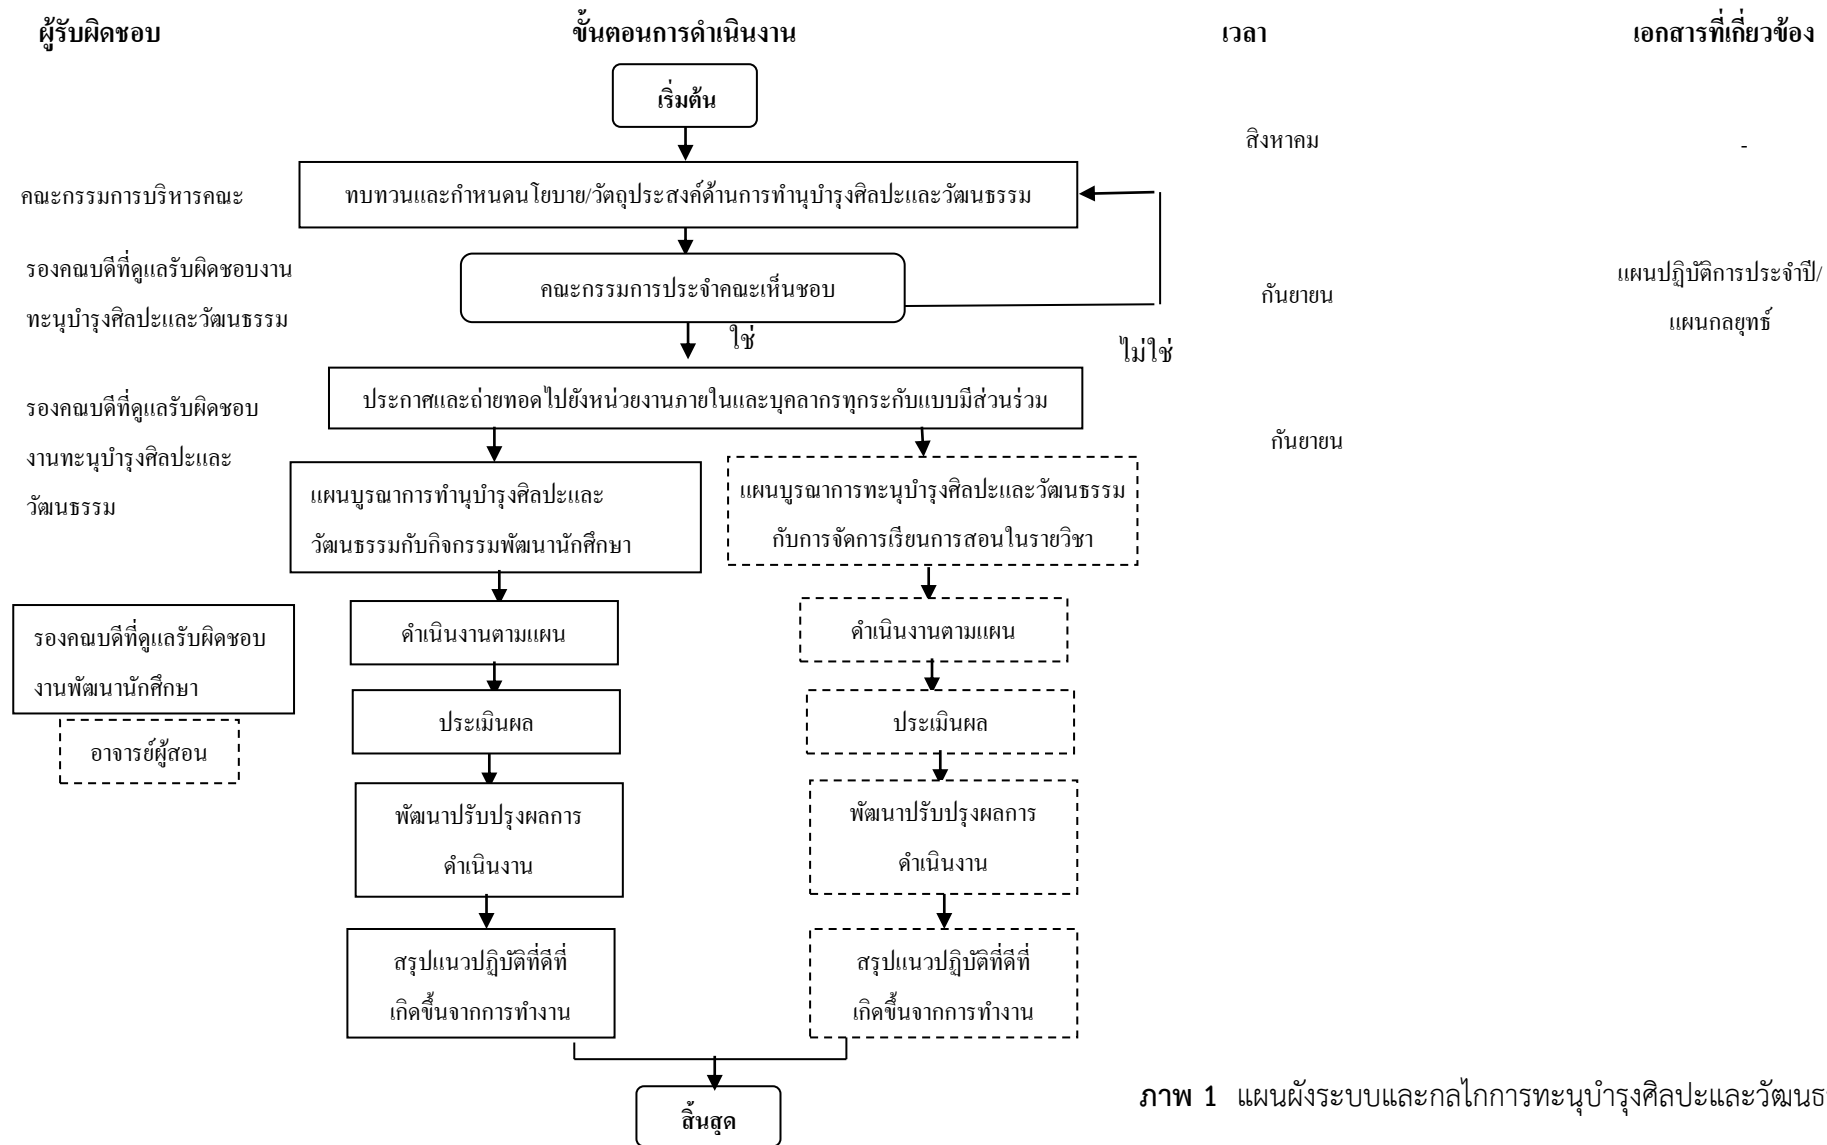 ผู้รับผิดชอบ ขั้นตอนการดำเนินงาน เวลา เอกสารที่เกี่ยวข้อง
เริ่มต้น
สิงหาคม
-
คณะกรรมการบริหารคณะ
ทบทวนและกำหนดนโยบาย/วัตถุประสงค์ด้านการทำนุบำรุงศิลปะและวัฒนธรรม
รองคณบดีที่ดูแลรับผิดชอบงาน
ทะนุบำรุงศิลปะและวัฒนธรรม
คณะกรรมการประจำคณะเห็นชอบ
กันยายน
แผนปฏิบัติการประจำปี/
แผนกลยุทธ์
ใช่
ไม่ใช่
รองคณบดีที่ดูแลรับผิดชอบ
งานทะนุบำรุงศิลปะและ
วัฒนธรรม
ประกาศและถ่ายทอดไปยังหน่วยงานภายในและบุคลากรทุกระกับแบบมีส่วนร่วม
กันยายน
แผนบูรณาการทำนุบำรุงศิลปะและ
วัฒนธรรมกับกิจกรรมพัฒนานักศึกษา
แผนบูรณาการทะนุบำรุงศิลปะและวัฒนธรรม
กับการจัดการเรียนการสอนในรายวิชา
รองคณบดีที่ดูแลรับผิดชอบ
งานพัฒนานักศึกษา
อาจารย์ผู้สอน
ดำเนินงานตามแผน
ดำเนินงานตามแผน
ประเมินผล
ประเมินผล
พัฒนาปรับปรุงผลการ
ดำเนินงาน
พัฒนาปรับปรุงผลการ
ดำเนินงาน
สรุปแนวปฏิบัติที่ดีที่
เกิดขึ้นจากการทำงาน
สรุปแนวปฏิบัติที่ดีที่
เกิดขึ้นจากการทำงาน
สิ้นสุด
ภาพ 1 แผนผังระบบและกลไกการทะนุบำรุงศิลปะและวัฒนธ